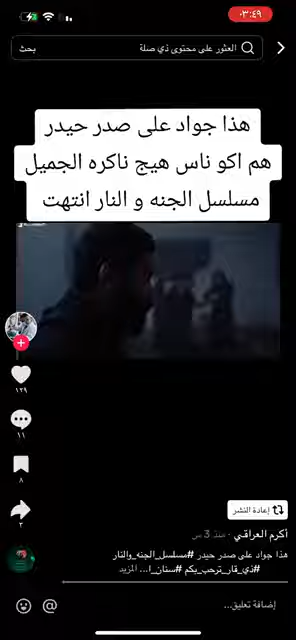 ٠٣:٤٩
العثور على محتوى ذي صلة
بحث
هذا جواد على صدر حيدر
هم اكو ناس هيج ناكره الجميل
مسلسل الجنه و النار انتهت
١٢٩
١١
٨
٣
إعادة النشر
أكرم العراقي · منذ 3 س
هذا جواد على صدر حيدر #مسلسل_الجنه_والنار
#ذي_قار_ترحب_بكم #سنان_ا... المزيد
إضافة تعليق...